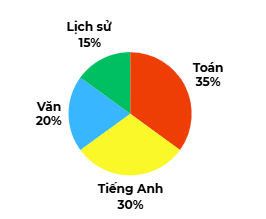 Lịch sử
15%
Toán
35%
Văn
20%
Tiếng Anh
30%